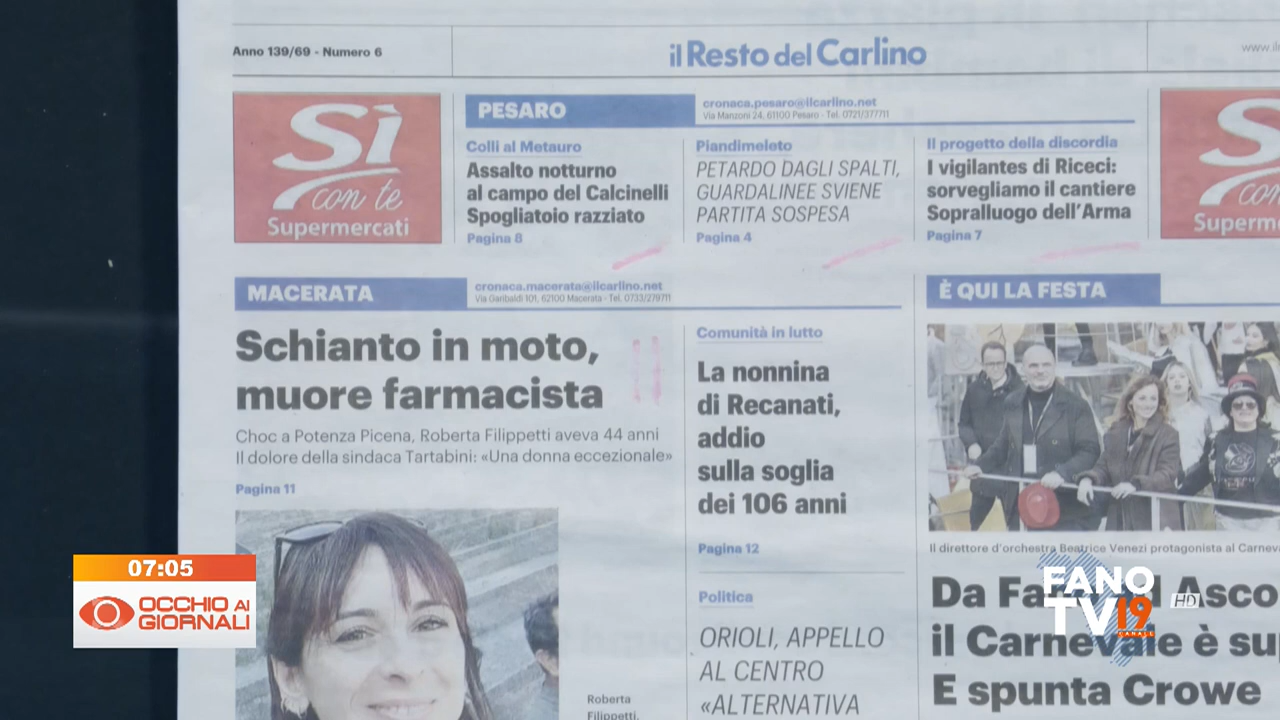 Anno 139/69 - Numero 6
il Resto del Carlino
Sì
con te
Supermercati
PESARO
cronaca.pesaro@ilcarlino.net
Via Manzoni 24, 61100 Pesaro - Tel. 0721/377711
Colli al Metauro
Assalto notturno
al campo del Calcinelli
Spogliatoio razziato
Pagina 8
Piandimeleto
PETARDO DAGLI SPALTI,
GUARDALINEE SVIENE
PARTITA SOSPESA
Pagina 4
Il progetto della discordia
I vigilantes di Riceci:
sorvegliamo il cantiere
Sopralluogo dell'Arma
Pagina 7
MACERATA
cronaca.macerata@ilcarlino.net
Via Garibaldi 101, 62100 Macerata - Tel. 0733/279711
Schianto in moto,
muore farmacista
Choc a Potenza Picena, Roberta Filippetti aveva 44 anni
Il dolore della sindaca Tartabini: «Una donna eccezionale»
Pagina 11
Roberta
Filippetti,
Comunità in lutto
La nonnina
di Recanati,
addio
sulla soglia
dei 106 anni
Pagina 12
Politica
ORIOLI, APPELLO
AL CENTRO
«ALTERNATIVA
È QUI LA FESTA
Il direttore d'orchestra Beatrice Venezi protagonista al
Da
il Carnevale è
E spunta Crowe
07:05
OCCHIO AI
GIORNALI
FANO
TV 19
CANALE
HD